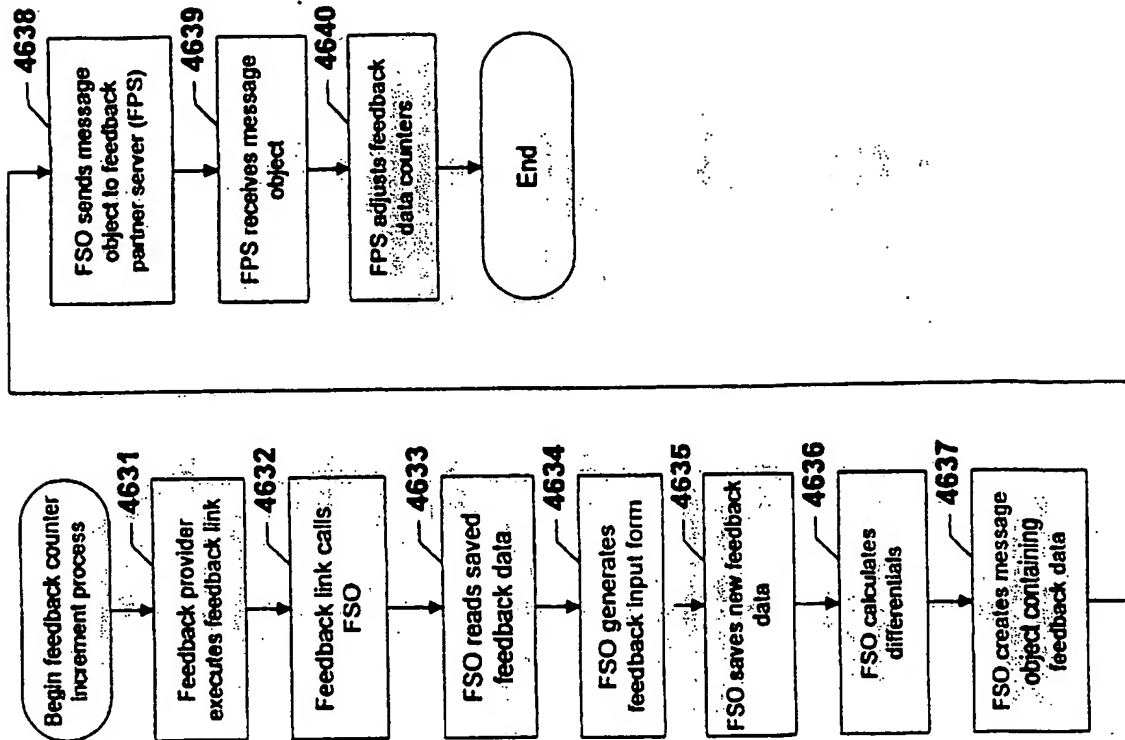 Begin feedback counter
Increment process
4631
Feedback provider
executes feedback link
4632
Feedback link calls
FSO
4633
FSO reads saved
feedback data
4634
FSO generates
feedback input form
4635
FSO saves new feedback
data
4636
FSO calculates
differentials
4637
FSO creates message
object containing
feedback data
4638
FSO sends message
object to feedback
partner server (FPS)
4639
FPS receives message
object
4640
FPS adjusts feedback
data counters
End